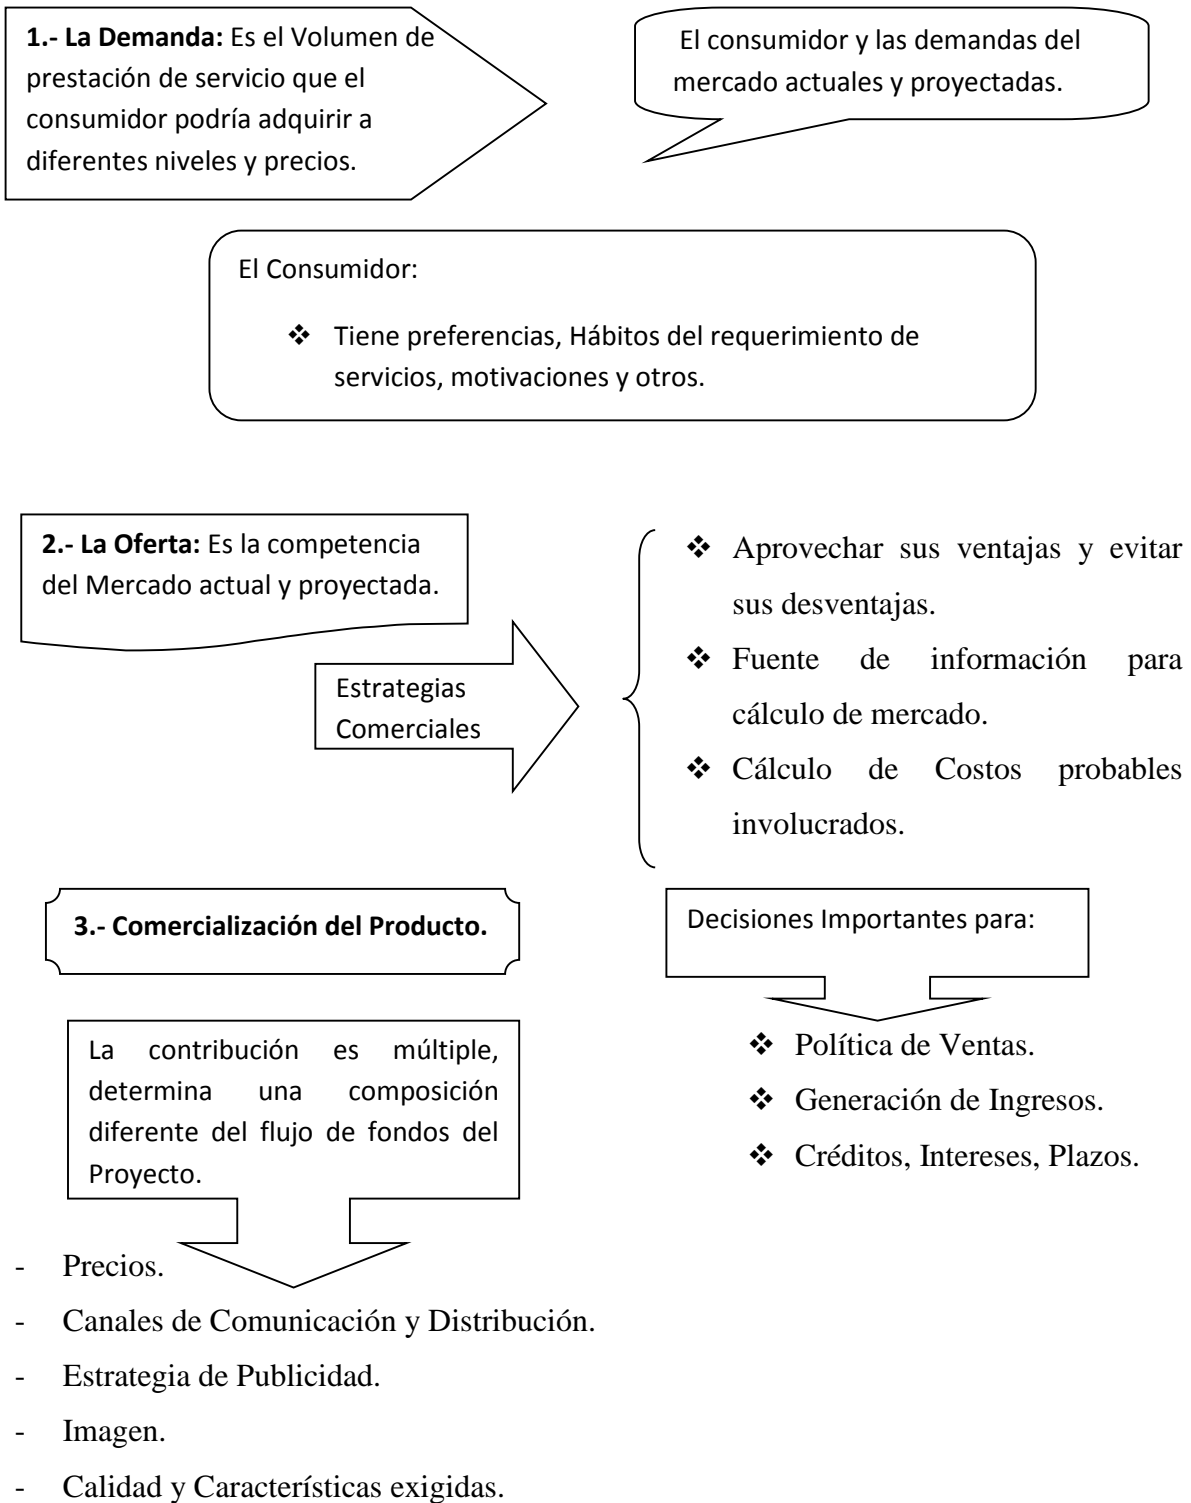 1.- La Demanda: Es el Volumen de
prestación de servicio que el
consumidor podría adquirir a
diferentes niveles y precios.
El consumidor y las demandas del
mercado actuales y proyectadas.
El Consumidor:
❖ Tiene preferencias, Hábitos del requerimiento de
servicios, motivaciones y otros.
2.- La Oferta: Es la competencia
del Mercado actual y proyectada.
Estrategias
Comerciales
❖ Aprovechar sus ventajas y evitar
sus desventajas.
❖ Fuente de información para
cálculo de mercado.
❖ Cálculo de Costos probables
involucrados.
3.- Comercialización del Producto.
Decisiones Importantes para:
❖ Política de Ventas.
❖ Generación de Ingresos.
❖ Créditos, Intereses, Plazos.
La contribución es múltiple,
determina una composición
diferente del flujo de fondos del
Proyecto.
- Precios.
- Canales de Comunicación y Distribución.
- Estrategia de Publicidad.
- Imagen.
- Calidad y Características exigidas.